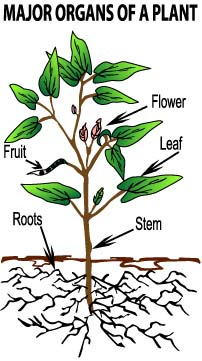 MAJOR ORGANS OF A PLANT
Flower
Leaf
Fruit
Roots
Stem